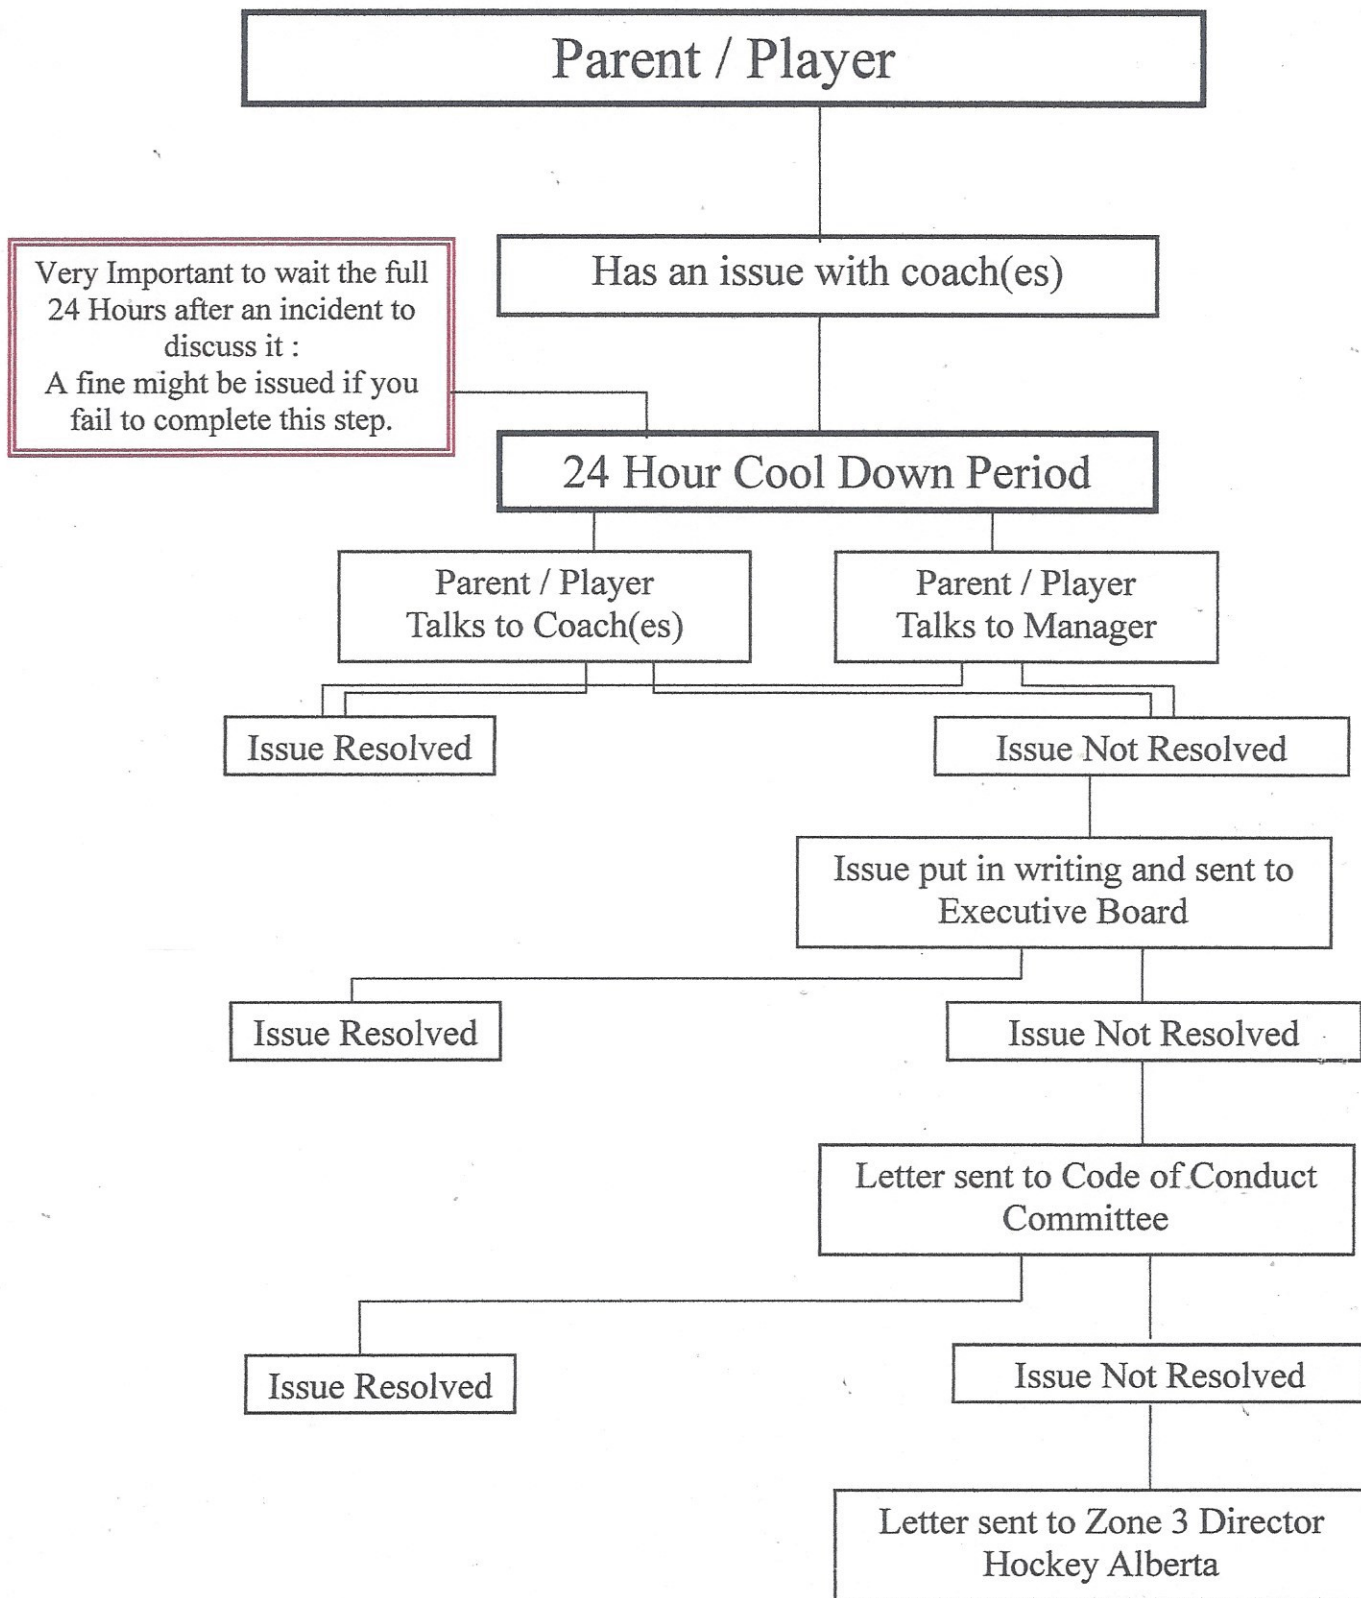 Parent / Player
Has an issue with coach(es)
Very Important to wait the full
24 Hours after an incident to
discuss it :
A fine might be issued if you
fail to complete this step.
24 Hour Cool Down Period
Parent / Player
Talks to Coach(es)
Parent / Player
Talks to Manager
Issue Resolved
Issue Not Resolved
Issue put in writing and sent to
Executive Board
Issue Resolved
Issue Not Resolved
Letter sent to Code of Conduct
Committee
Issue Resolved
Issue Not Resolved
Letter sent to Zone 3 Director
Hockey Alberta